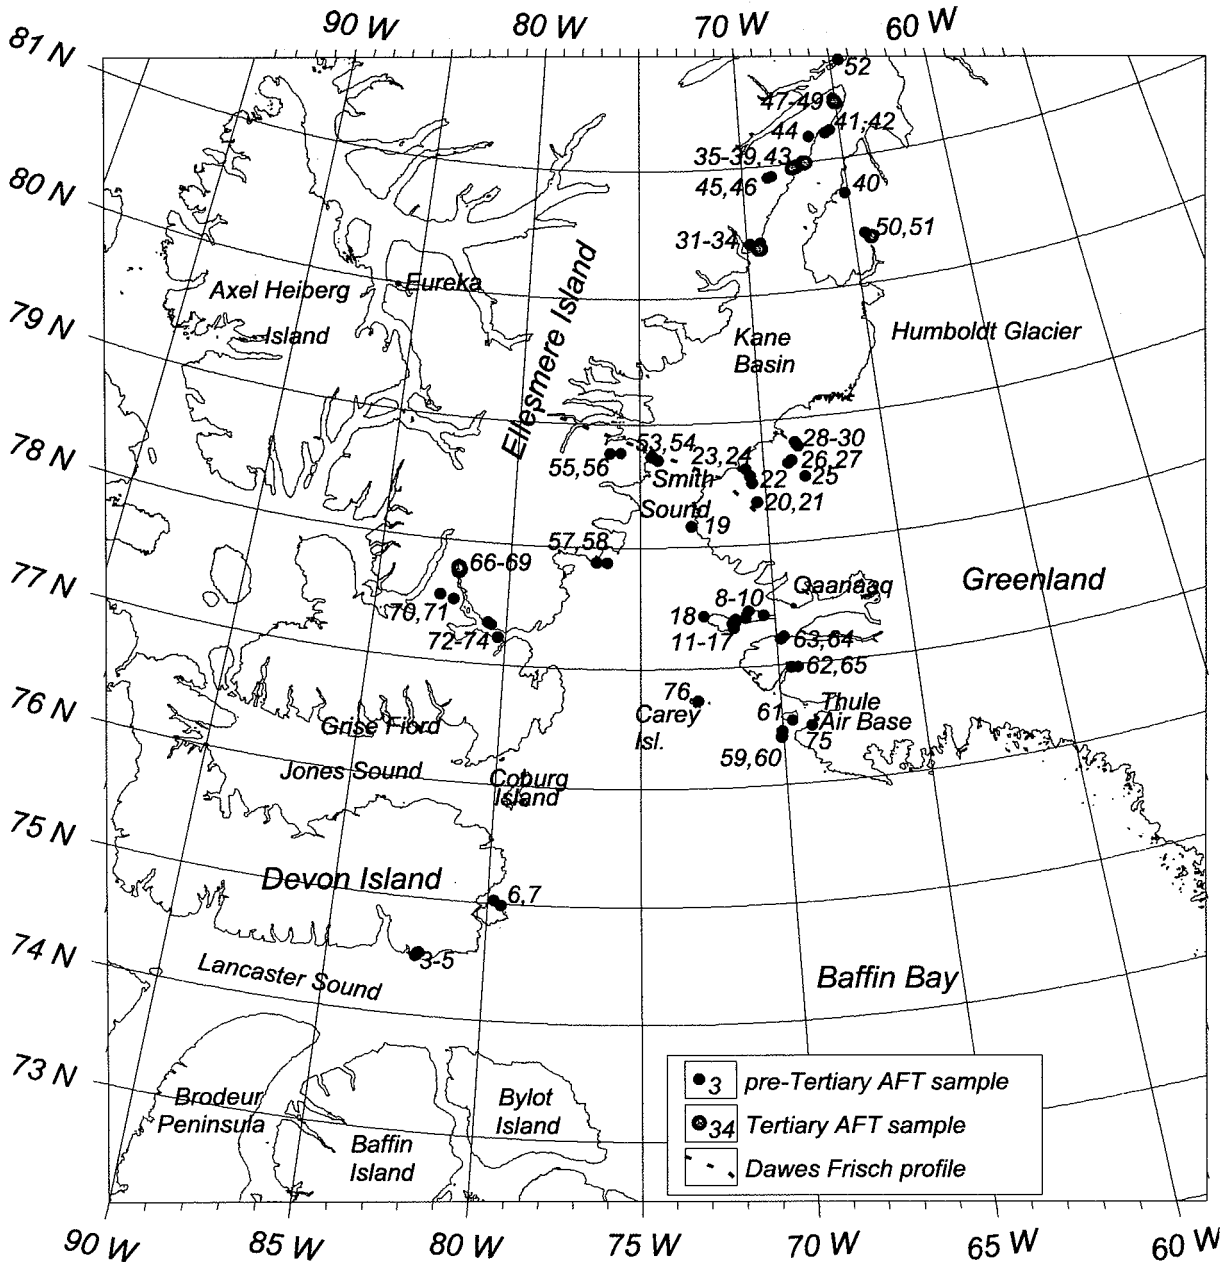 90 W
80 W
70 W
60 W
81 N
52
47-49
44
41,42
35-39,43
45,46
40
80 N
31-34
50,51
Axel Heiberg
Island
Eureka
Ellesmere Island
79 N
Kane
Basin
Humboldt Glacier
78 N
53,54
55,56
23,24
28-30
26,27
25
22
20,21
Smith
Sound
19
57,58
77 N
66-69
70,71
72-74
Qaanaaq
8-10
18
11-17
Greenland
63,64
62,65
76 N
76
Carey
Isl.
61
Thule
Air Base
75
59,60
Grise Fiord
Jones Sound
Coburg
Island
75 N
Devon Island
6,7
74 N
3-5
Lancaster Sound
Baffin Bay
73 N
Brodeur
Peninsula
Baffin
Island
Bylot
Island
3 pre-Tertiary AFT sample
34 Tertiary AFT sample
Dawes Frisch profile
90 W
85 W
80 W
75 W
70 W
60 W